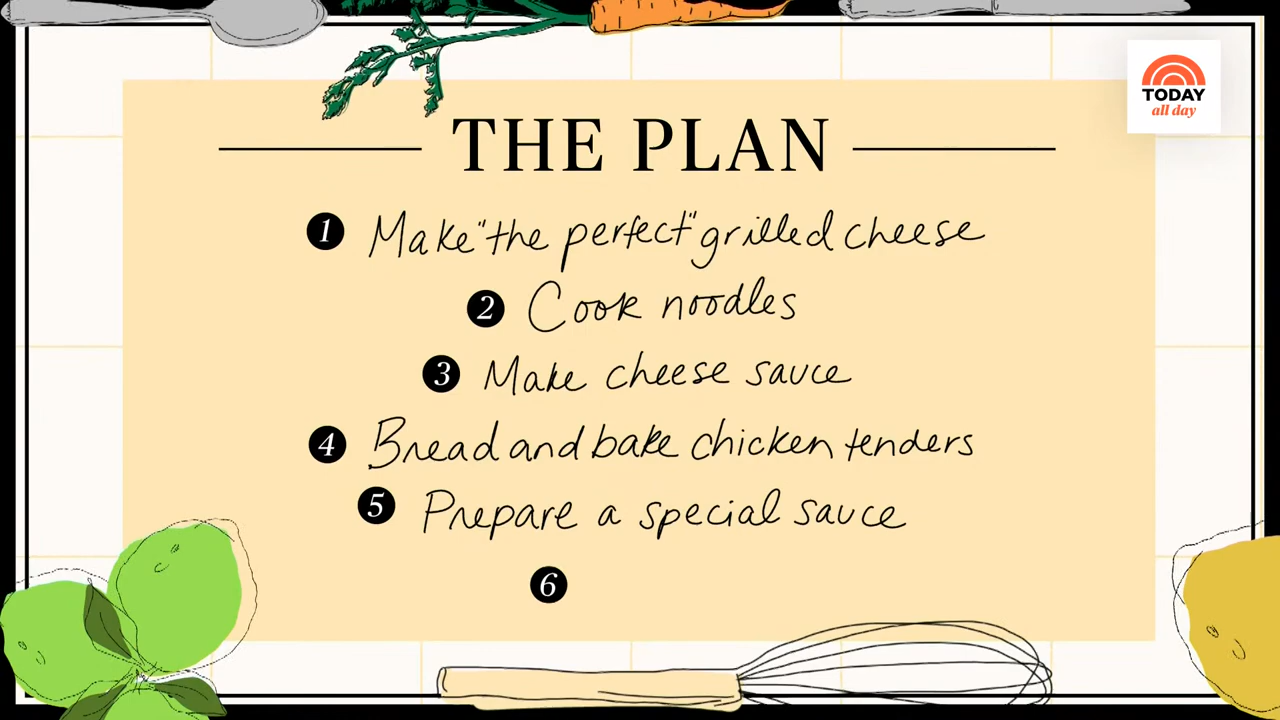 TODAY
all day
THE PLAN
1 Make "the perfect" grilled cheese
2 Cook noodles
3 Make cheese sauce
4 Bread and bake chicken tenders
5 Prepare a special sauce
6